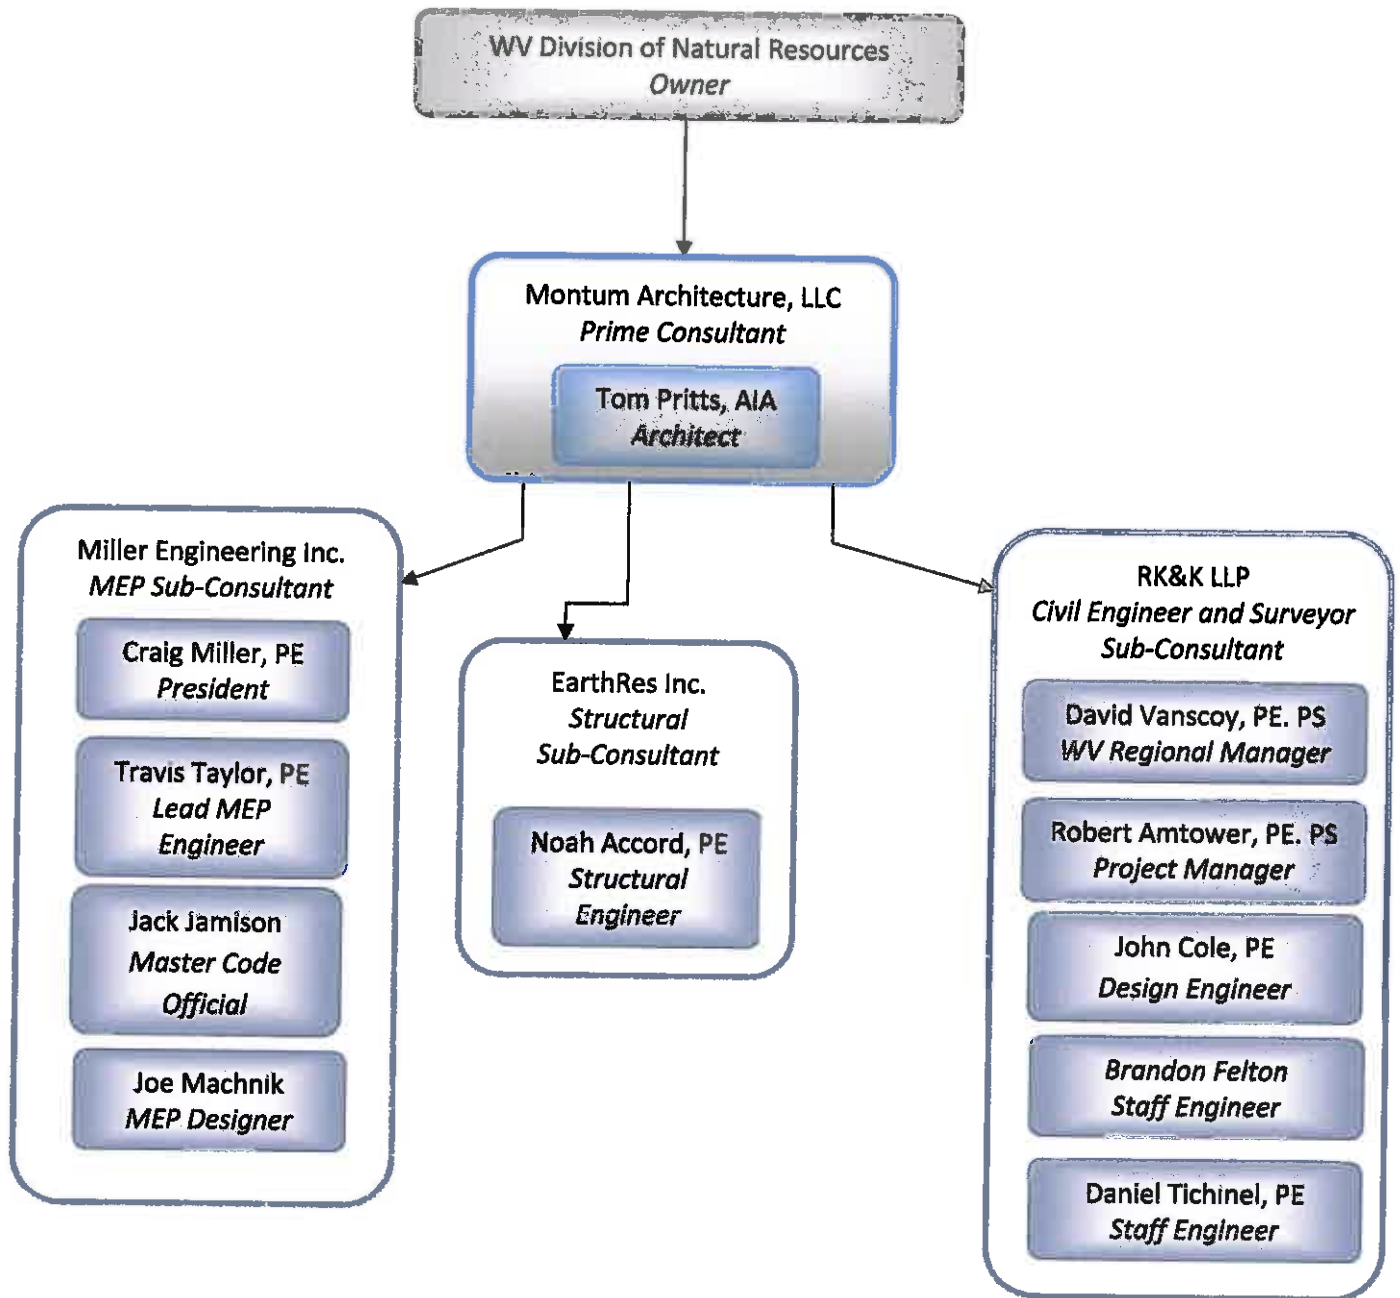 WV Division of Natural Resources
Owner
Montum Architecture, LLC
Prime Consultant
Tom Pritts, AIA
Architect
Miller Engineering Inc.
MEP Sub-Consultant
Craig Miller, PE
President
Travis Taylor, PE
Lead MEP
Engineer
Jack Jamison
Master Code
Official
Joe Machnik
MEP Designer
EarthRes Inc.
Structural
Sub-Consultant
Noah Accord, PE
Structural
Engineer
RK&K LLP
Civil Engineer and Surveyor
Sub-Consultant
David Vanscoy, PE. PS
WV Regional Manager
Robert Amtower, PE. PS
Project Manager
John Cole, PE
Design Engineer
Brandon Felton
Staff Engineer
Daniel Tichinel, PE
Staff Engineer